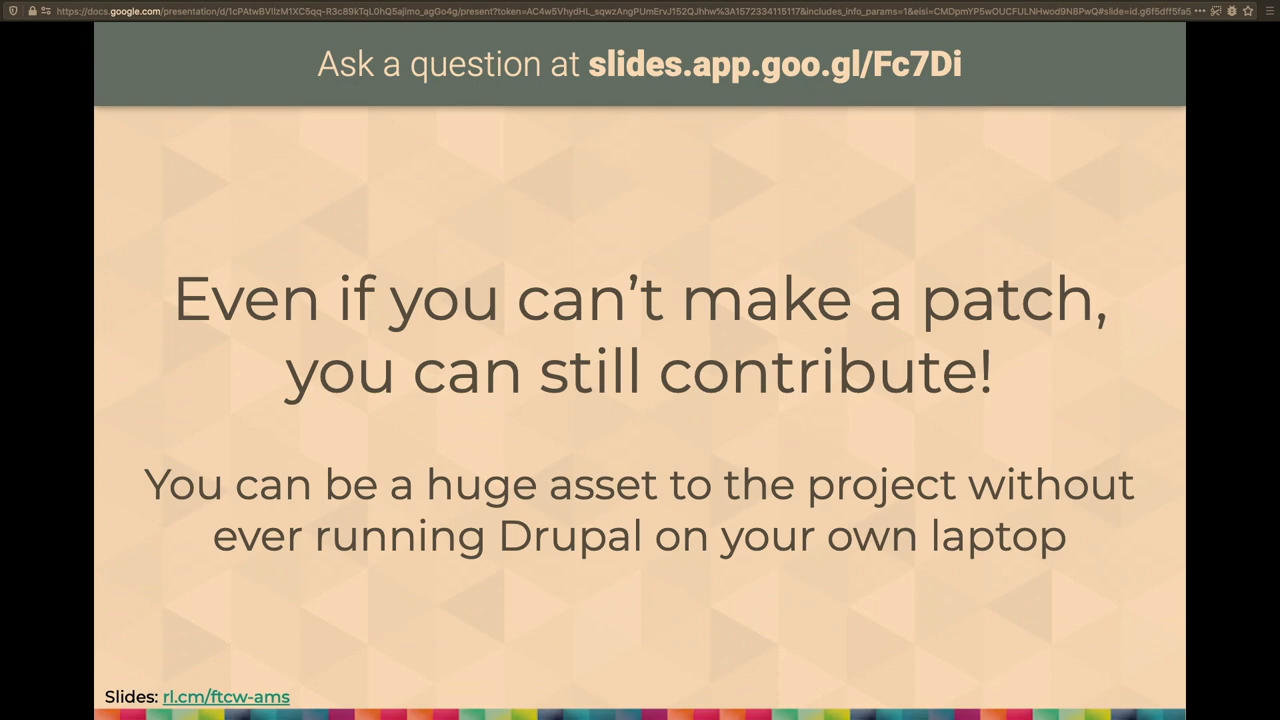 Ask a question at slides.app.goo.gl/Fc7Di
Even if you can’t make a patch,
you can still contribute!
You can be a huge asset to the project without
ever running Drupal on your own laptop
Slides: rl.cm/ftcw-ams